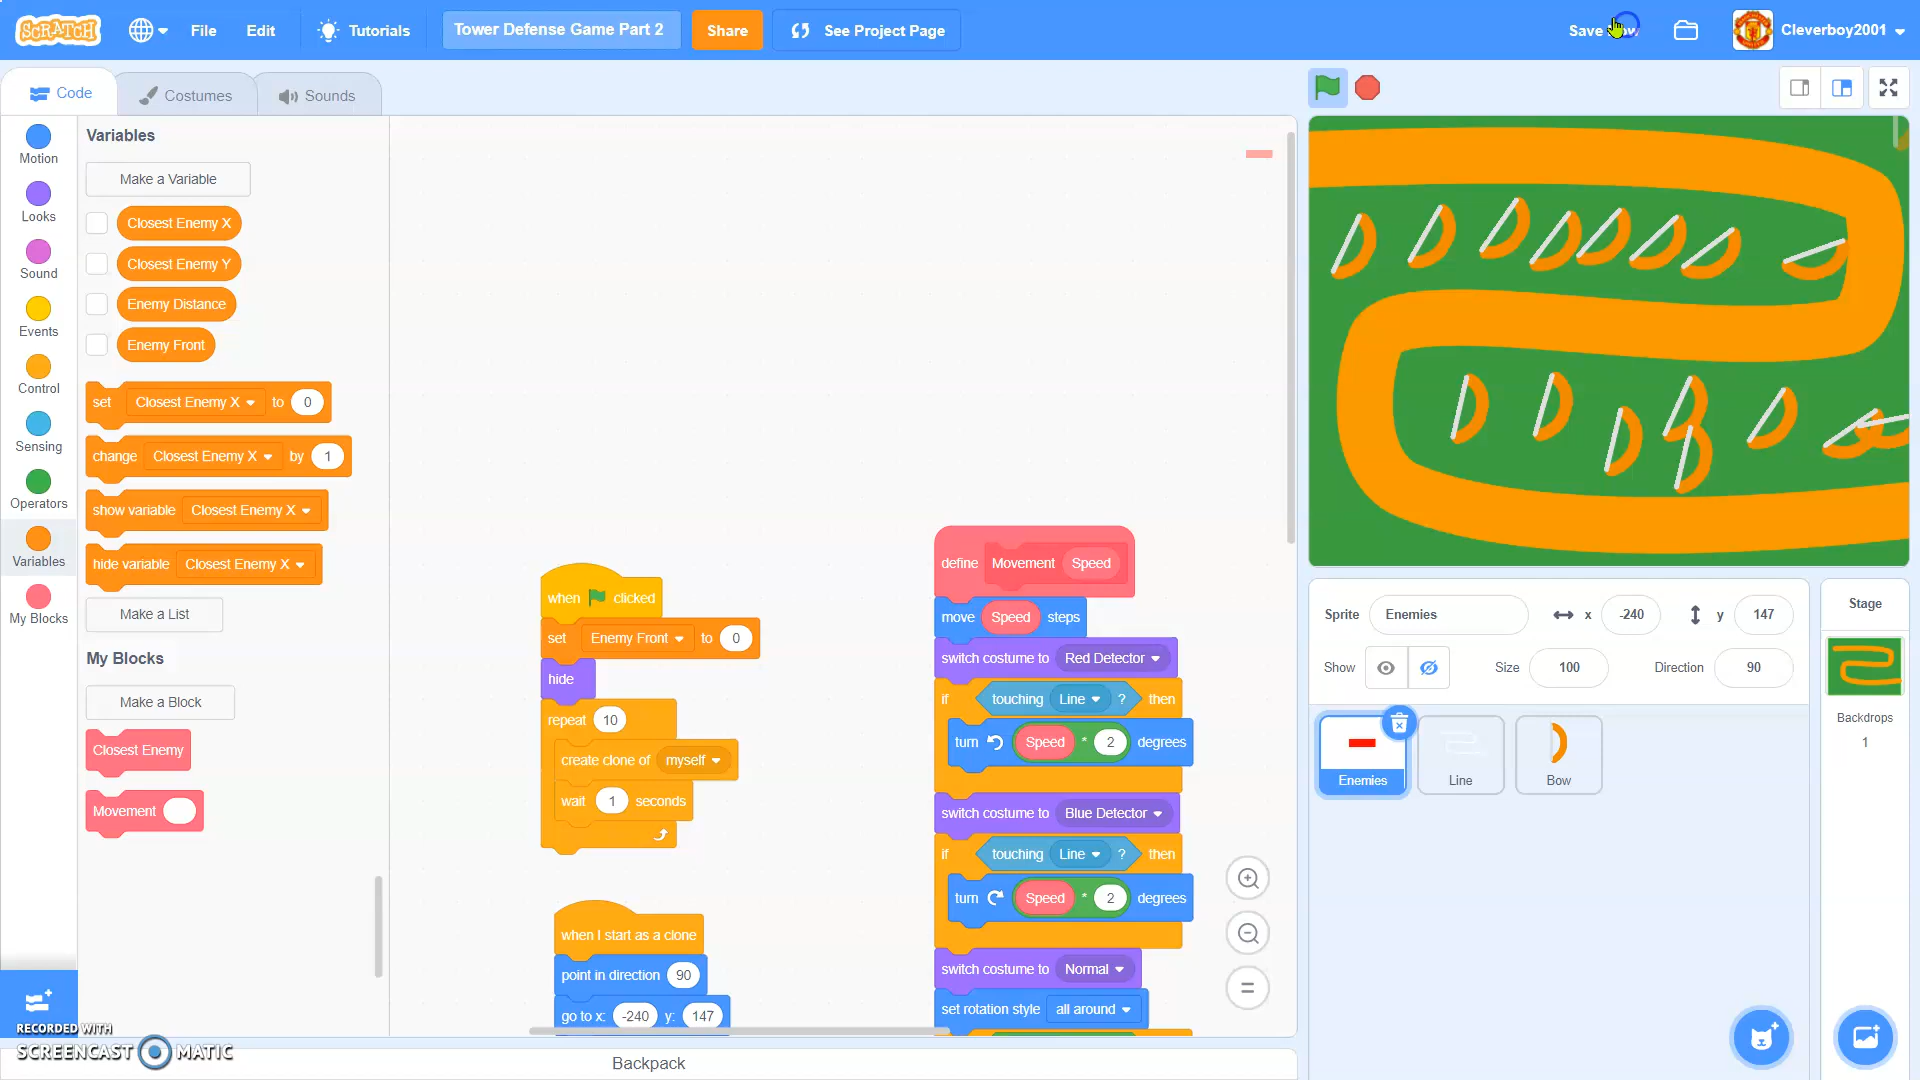 SCRATCH
File
Edit
Tutorials
Tower Defense Game Part 2
Share
See Project Page
Save Now
Cleverboy2001
Code
Costumes
Sounds
Motion
Looks
Sound
Events
Control
Sensing
Operators
Variables
My Blocks
Variables
Make a Variable
Closest Enemy X
Closest Enemy Y
Enemy Distance
Enemy Front
set Closest Enemy X to 0
change Closest Enemy X by 1
show variable Closest Enemy X
hide variable Closest Enemy X
Make a List
My Blocks
Make a Block
Closest Enemy
Movement
when clicked
set Enemy Front to 0
hide
repeat 10
create clone of myself
wait 1 seconds
when I start as a clone
point in direction 90
go to x: -240 y: 147
define Movement Speed
move Speed steps
switch costume to Red Detector
if touching Line ? then
turn Speed * 2 degrees
switch costume to Blue Detector
if touching Line ? then
turn Speed * 2 degrees
switch costume to Normal
set rotation style all around
Sprite Enemies x -240 y 147
Show Size 100 Direction 90
Enemies
Line
Bow
Stage
Backdrops
1
Backpack
RECORDED WITH
SCREENCAST MATIC